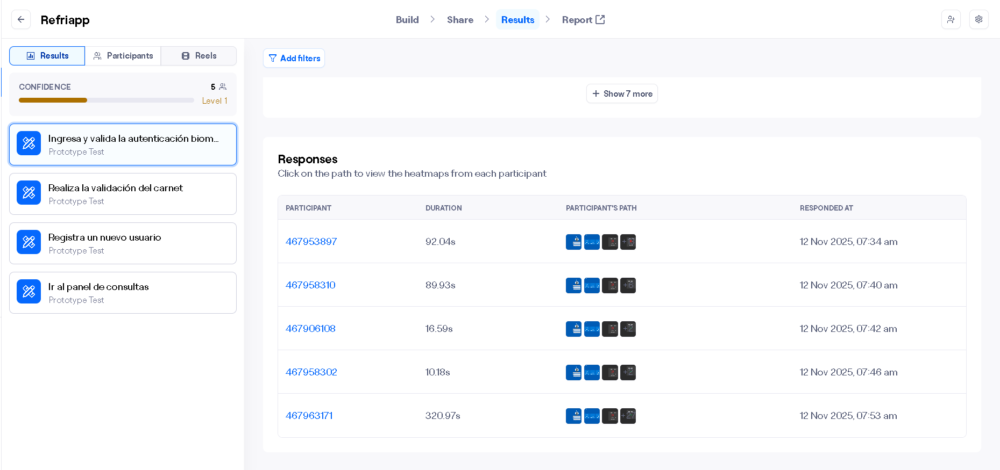 Refriapp
Build
Share
Results
Report
Results
Participants
Reels
CONFIDENCE
5
Level 1
Ingresa y valida la autenticación biom...
Prototype Test
Realiza la validación del carnet
Prototype Test
Registra un nuevo usuario
Prototype Test
Ir al panel de consultas
Prototype Test
Add filters
Show 7 more
Responses
Click on the path to view the heatmaps from each participant
PARTICIPANT DURATION PARTICIPANT'S PATH RESPONDED AT
467953897 92.04s 12 Nov 2025, 07:34 am
467958310 89.93s +6 12 Nov 2025, 07:40 am
467906108 16.59s +2 12 Nov 2025, 07:42 am
467958302 10.18s +2 12 Nov 2025, 07:46 am
467963171 320.97s +27 12 Nov 2025, 07:53 am